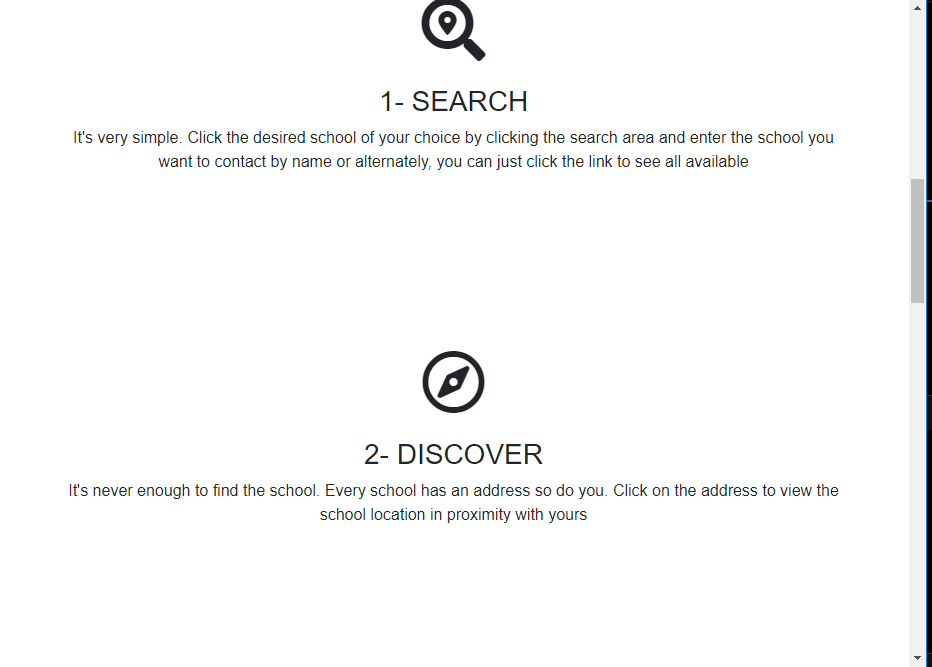 1- SEARCH
It's very simple. Click the desired school of your choice by clicking the search area and enter the school you
want to contact by name or alternately, you can just click the link to see all available
2- DISCOVER
It's never enough to find the school. Every school has an address so do you. Click on the address to view the
school location in proximity with yours